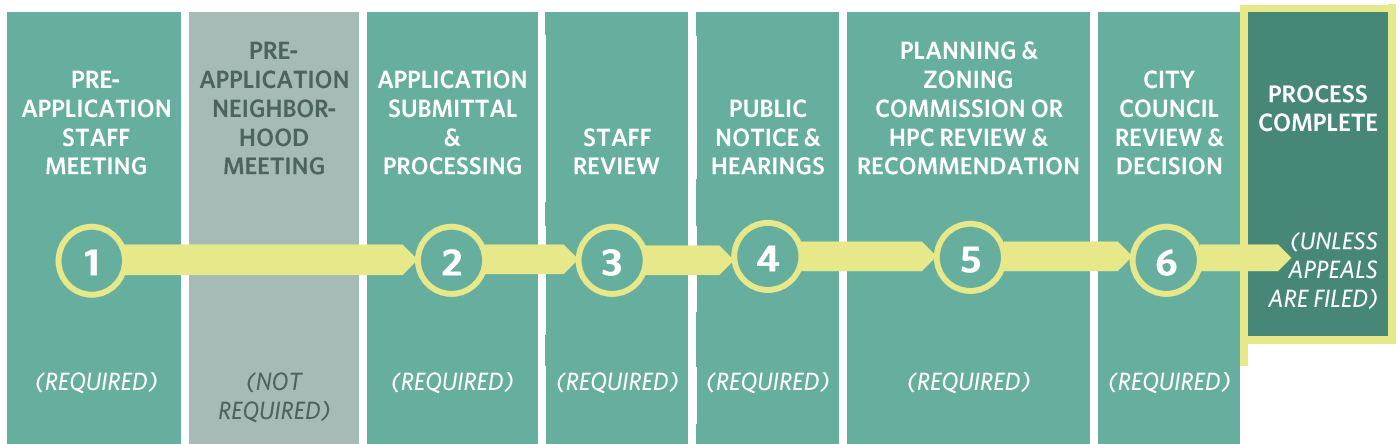 PRE-
APPLICATION
STAFF
MEETING
1
(REQUIRED)
PRE-
APPLICATION
NEIGHBOR-
HOOD
MEETING
(NOT
REQUIRED)
APPLICATION
SUBMITTAL
&
PROCESSING
2
(REQUIRED)
STAFF
REVIEW
3
(REQUIRED)
PUBLIC
NOTICE &
HEARINGS
4
(REQUIRED)
PLANNING &
ZONING
COMMISSION OR
HPC REVIEW &
RECOMMENDATION
5
(REQUIRED)
CITY
COUNCIL
REVIEW &
DECISION
6
(REQUIRED)
PROCESS
COMPLETE
(UNLESS
APPEALS
ARE FILED)